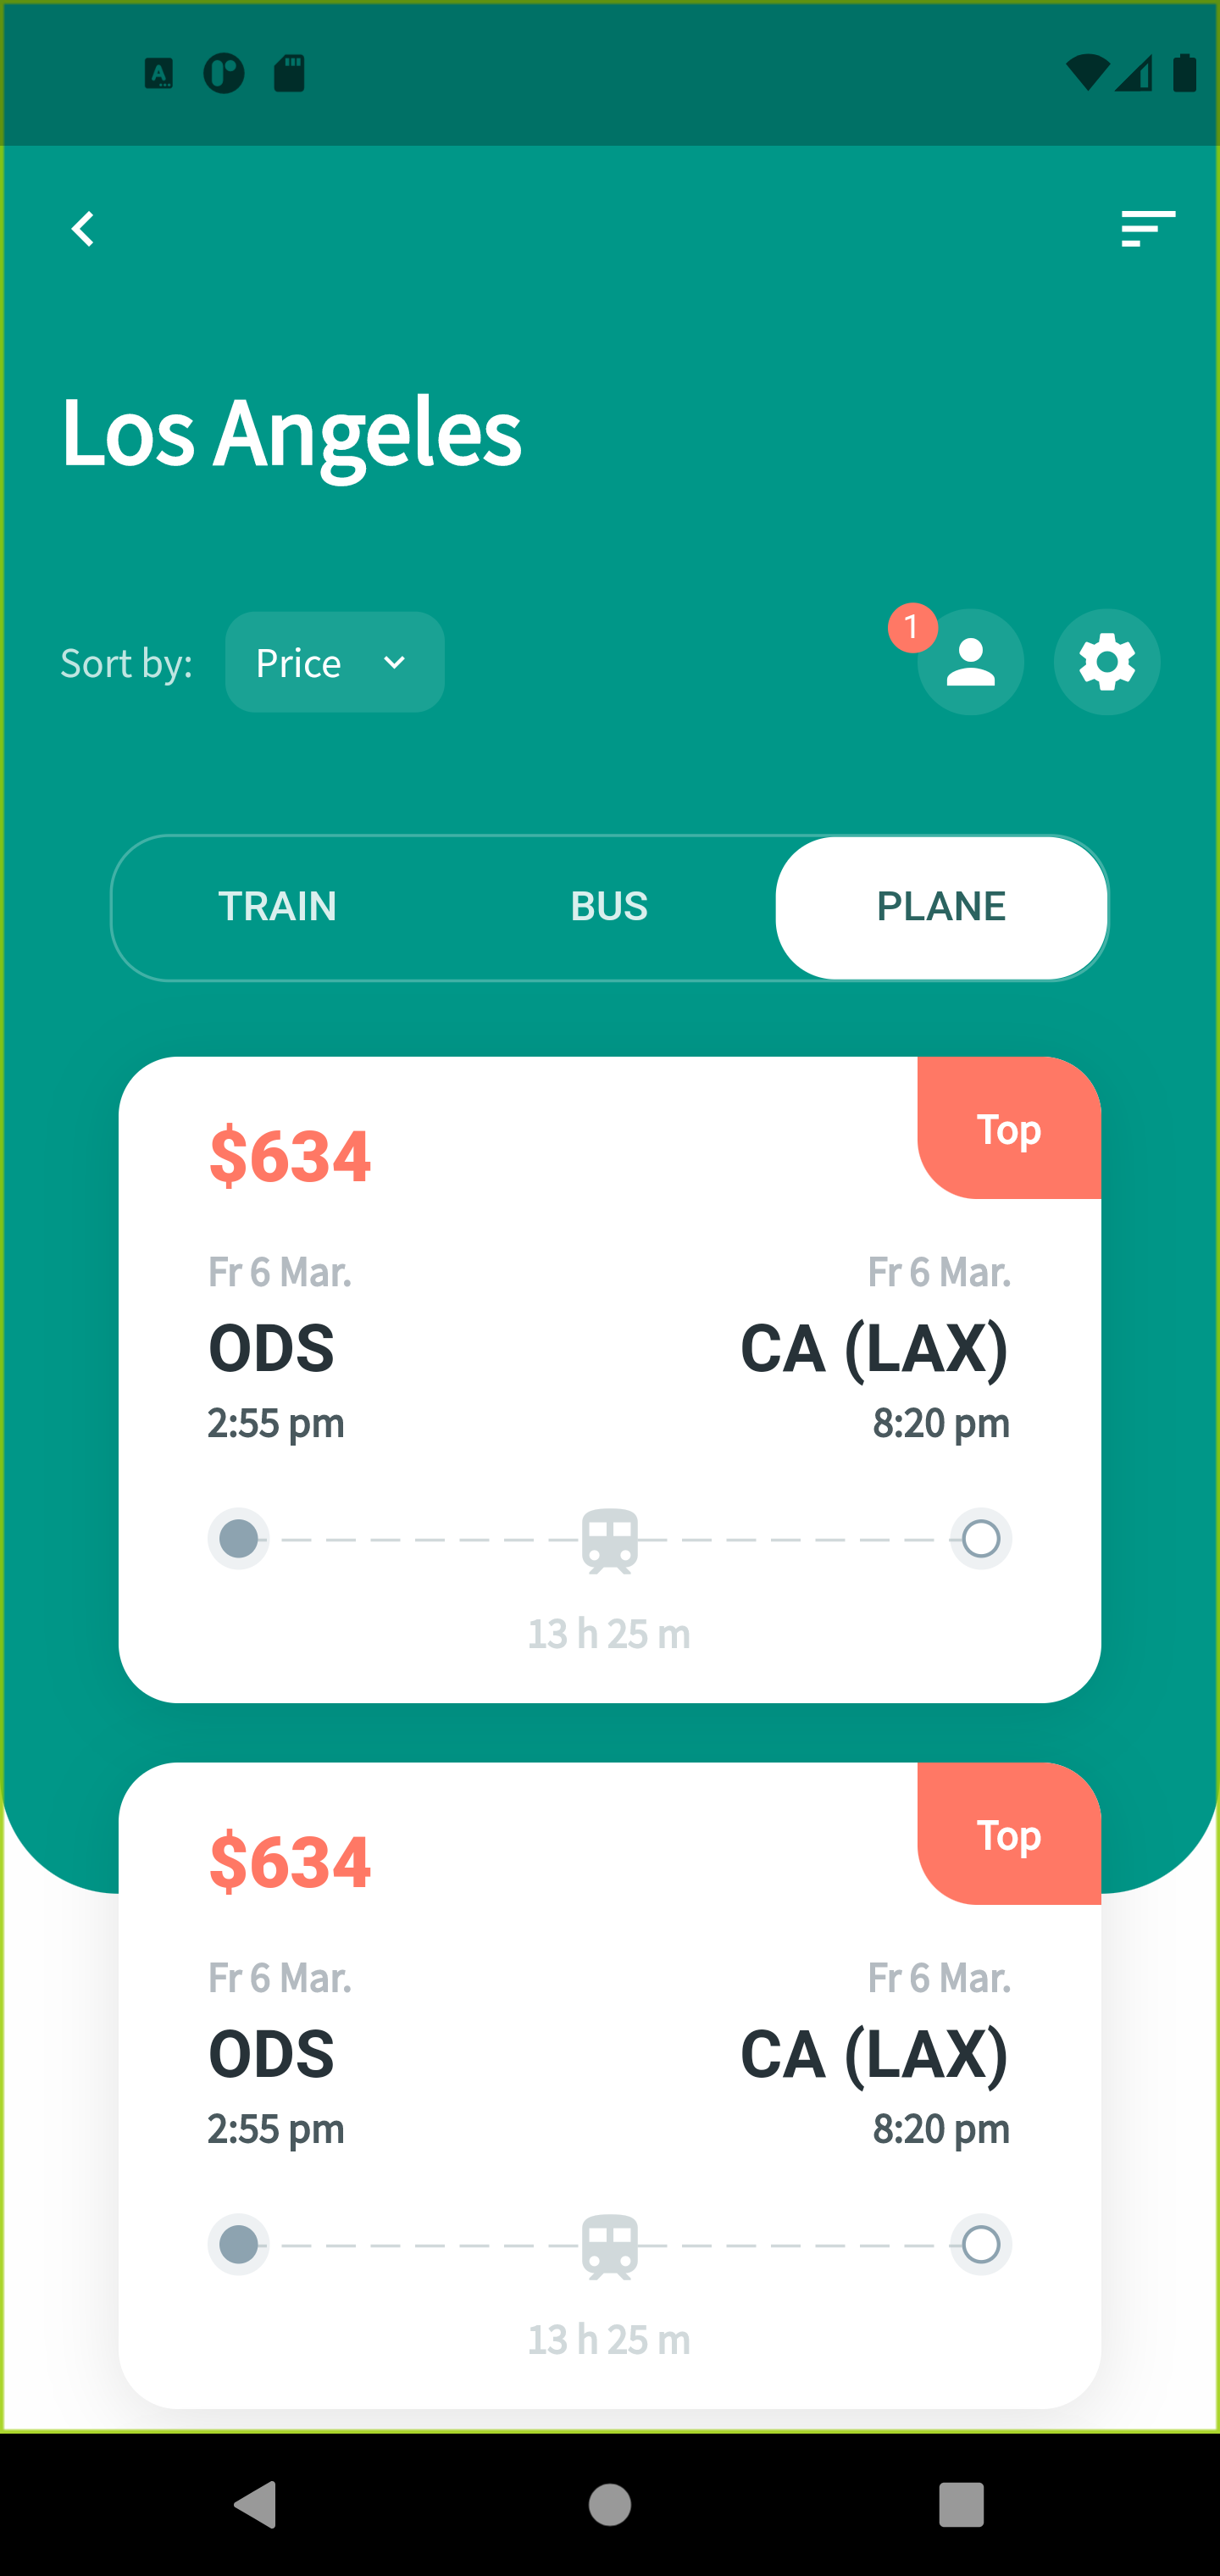 Los Angeles
Sort by: Price
1
TRAIN BUS PLANE
$634 Top
Fr 6 Mar. Fr 6 Mar.
ODS CA (LAX)
2:55 pm 8:20 pm
13 h 25 m
$634 Top
Fr 6 Mar. Fr 6 Mar.
ODS CA (LAX)
2:55 pm 8:20 pm
13 h 25 m